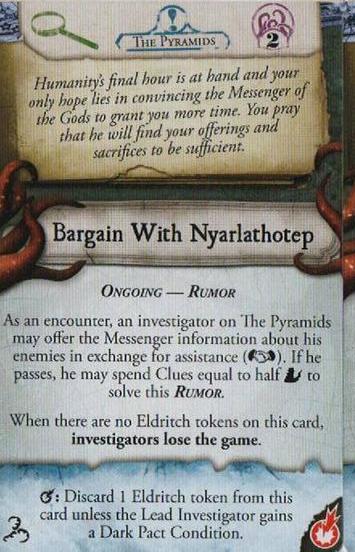 The Pyramids
2
Humanity's final hour is at hand and your
only hope lies in convincing the Messenger of
the Gods to grant you more time. You pray
that he will find your offerings and
sacrifices to be sufficient.
Bargain With Nyarlathotep
Ongoing — Rumor
As an encounter, an investigator on The Pyramids
may offer the Messenger information about his
enemies in exchange for assistance ( ). If he
passes, he may spend Clues equal to half to
solve this Rumor.
When there are no Eldritch tokens on this card,
investigators lose the game.
: Discard 1 Eldritch token from this
card unless the Lead Investigator gains
a Dark Pact Condition.